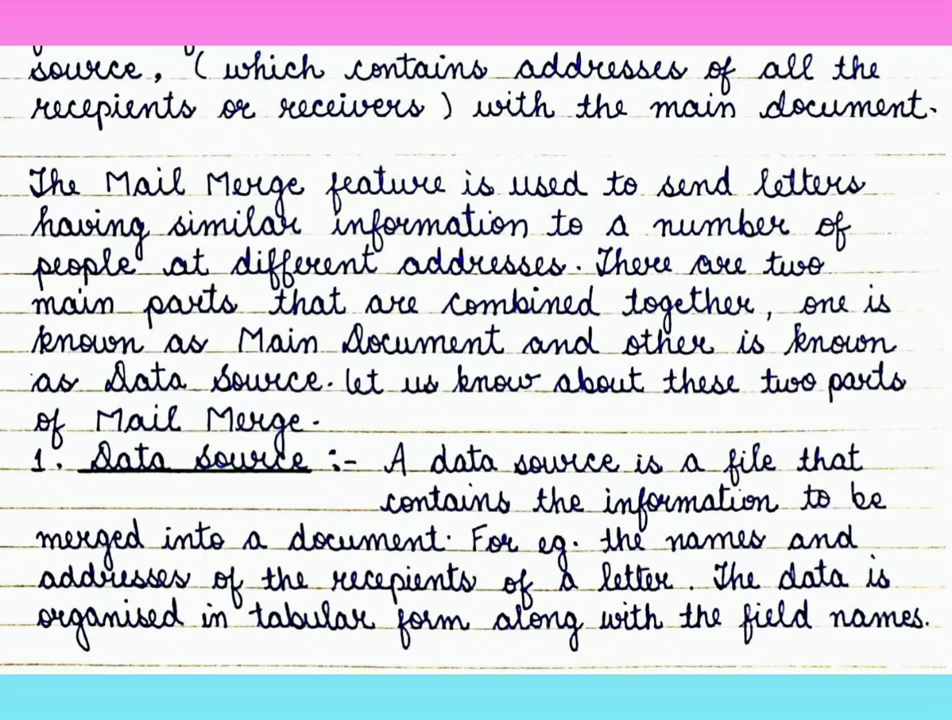 source, (which contains addresses of all the
recepients or receivers) with the main document.
The Mail Merge feature is used to send letters
having similar information to a number of
people at different addresses. There are two
main parts that are combined together, one is
known as Main Document and other is known
as Data Source. let us know about these two parts
of Mail Merge.
1. Data source :- A data source is a file that
contains the information to be
merged into a document. For eg. the names and
addresses of the recepients of a letter. The data is
organised in tabular form along with the field names.